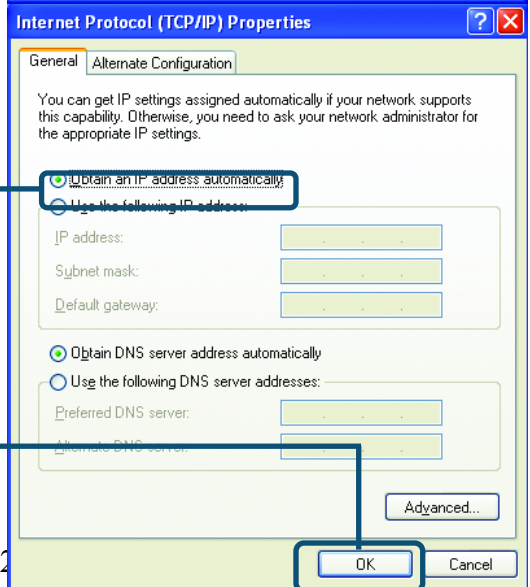 Internet Protocol (TCP/IP) Properties
General Alternate Configuration
You can get IP settings assigned automatically if your network supports
this capability. Otherwise, you need to ask your network administrator for
the appropriate IP settings.
Obtain an IP address automatically
Use the following IP address:
IP address:
Subnet mask:
Default gateway:
Obtain DNS server address automatically
Use the following DNS server addresses:
Preferred DNS server:
Alternate DNS server:
Advanced...
OK Cancel